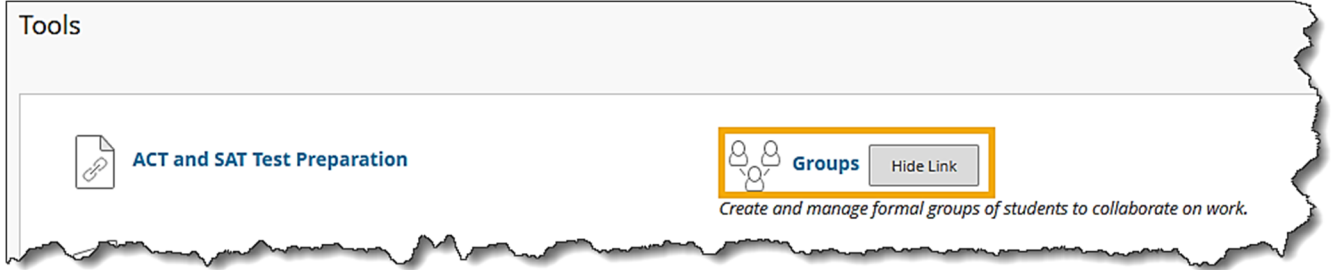 Tools
ACT and SAT Test Preparation
Groups
Hide Link
Create and manage formal groups of students to collaborate on work.